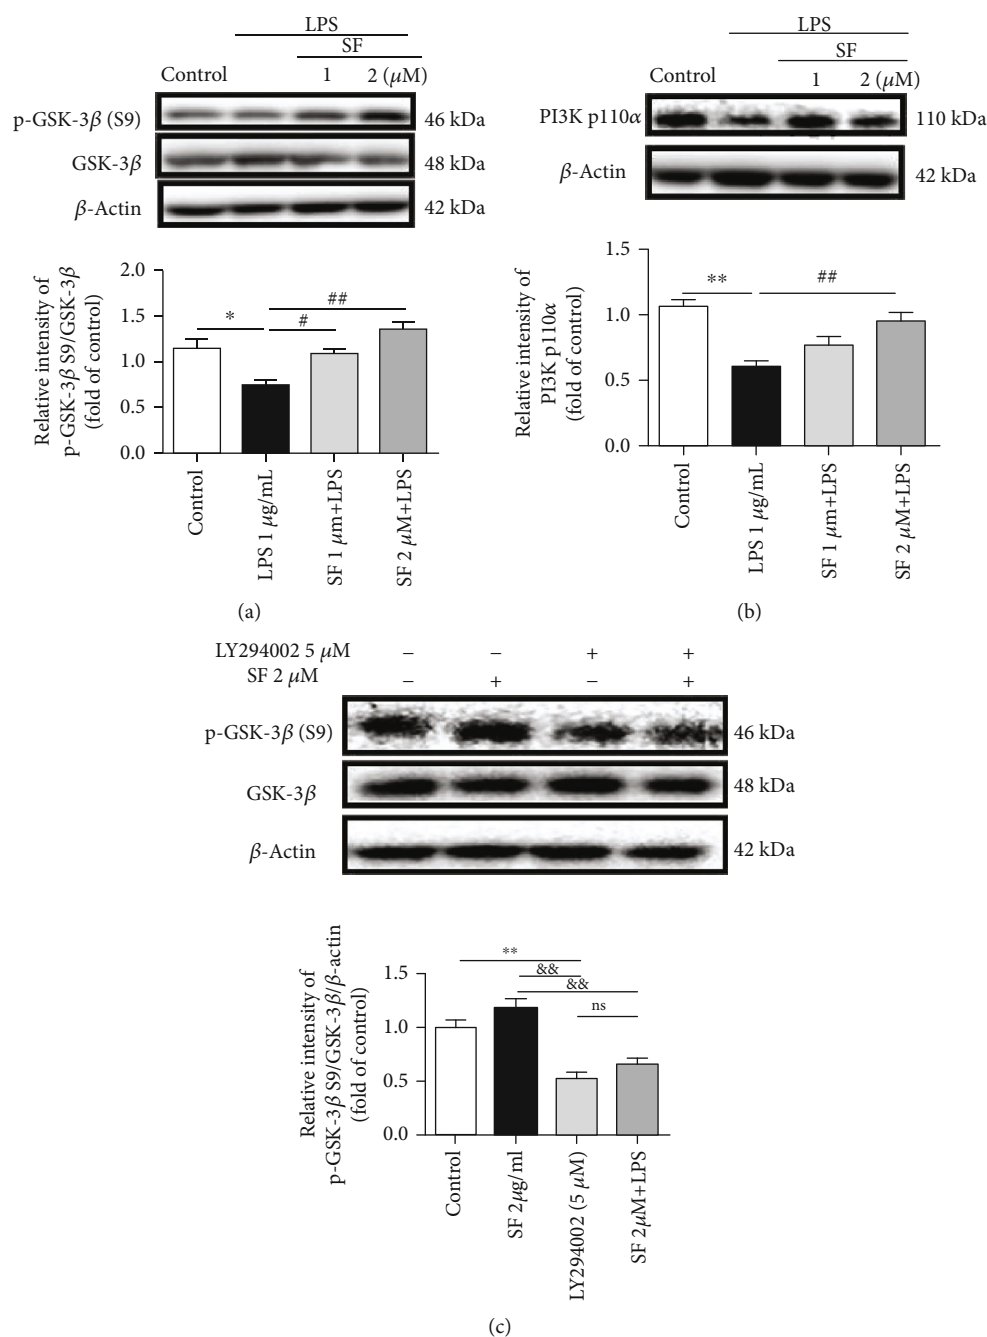 LPS
SF
Control 1 2 (μM)
p-GSK-3β (S9) 46 kDa
GSK-3β 48 kDa
β-Actin 42 kDa
Relative intensity of
p-GSK-3β S9/GSK-3β
(fold of control)
2.0
1.5
1.0
0.5
0.0
*
#
##
Control
LPS 1 μg/mL
SF 1 μm+LPS
SF 2 μM+LPS
(a)
LPS
SF
Control 1 2 (μM)
PI3K p110α 110 kDa
β-Actin 42 kDa
Relative intensity of
PI3K p110α
(fold of control)
1.5
1.0
0.5
0.0
**
##
Control
LPS 1 μg/mL
SF 1 μm+LPS
SF 2 μM+LPS
(b)
LY294002 5 μM – – + +
SF 2 μM – + – +
p-GSK-3β (S9) 46 kDa
GSK-3β 48 kDa
β-Actin 42 kDa
Relative intensity of
p-GSK-3β S9/GSK-3β/β-actin
(fold of control)
1.5
1.0
0.5
0.0
**
&&
&&
ns
Control
SF 2μg/ml
LY294002 (5 μM)
SF 2μM+LPS
(c)